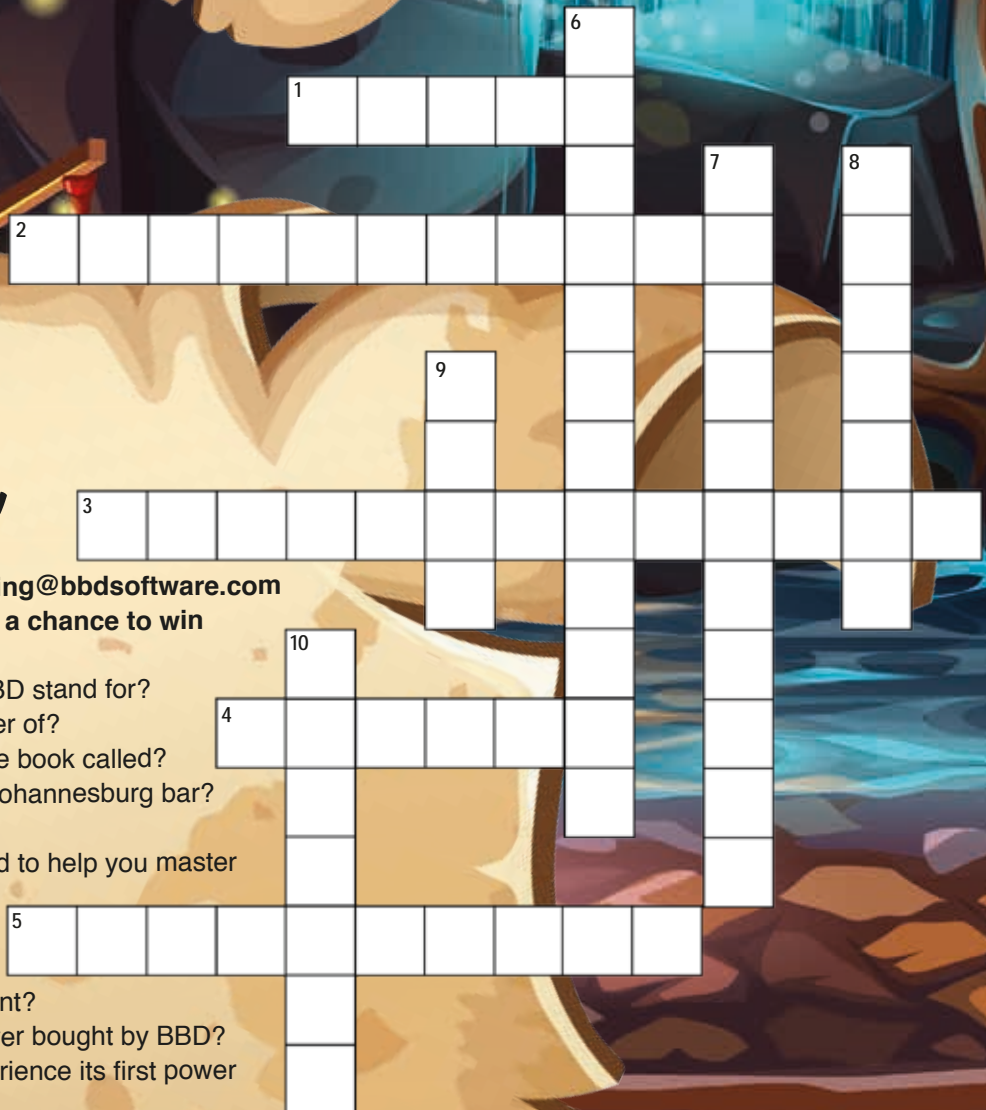 6
1
7 8
2
9
3
ing@bbdsoftware.com
a chance to win
10
BD stand for?
4
er of?
e book called?
ohannesburg bar?
d to help you master
5
nt?
er bought by BBD?
rience its first power